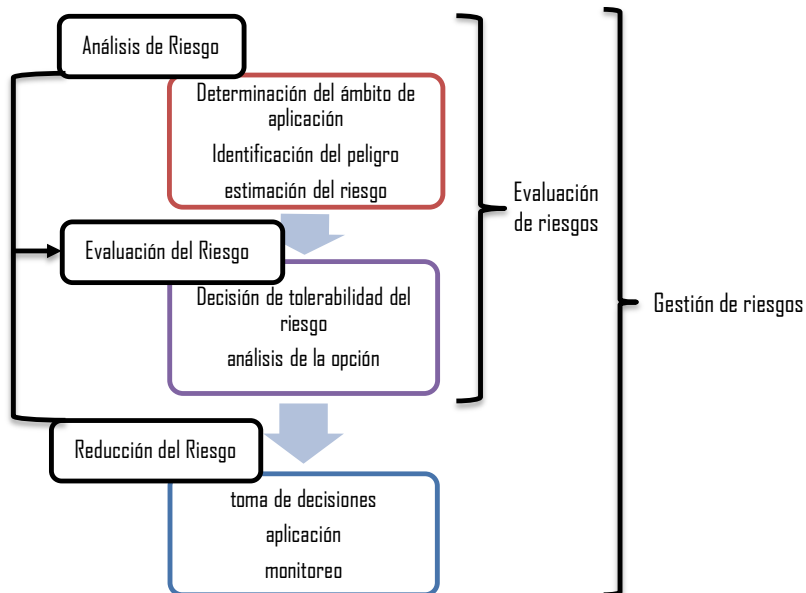 Análisis de Riesgo
Determinación del ámbito de
aplicación
Identificación del peligro
estimación del riesgo
Evaluación
de riesgos
Evaluación del Riesgo
Decisión de tolerabilidad del
riesgo
análisis de la opción
Gestión de riesgos
Reducción del Riesgo
toma de decisiones
aplicación
monitoreo